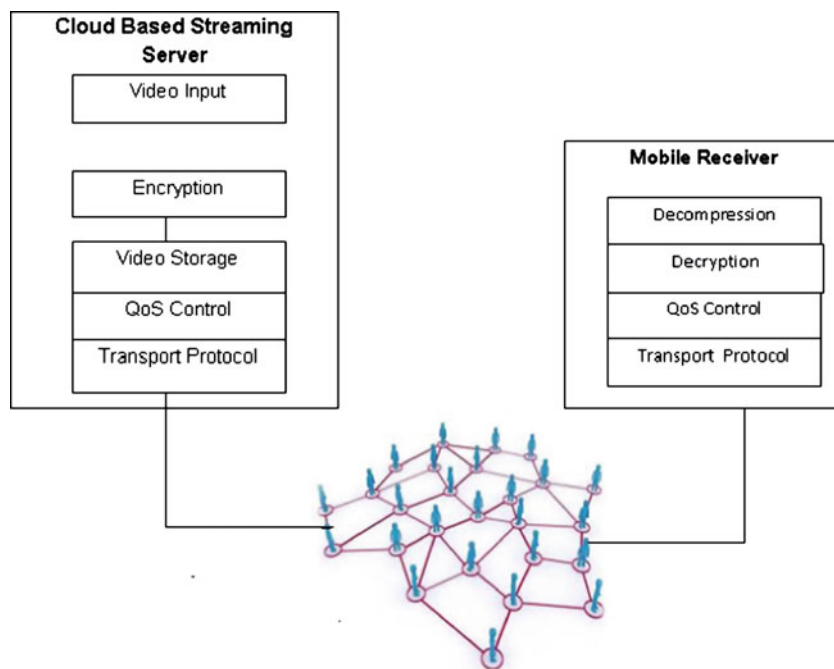 Cloud Based Streaming
Server
Video Input
Encryption
Video Storage
QoS Control
Transport Protocol
Mobile Receiver
Decompression
Decryption
QoS Control
Transport Protocol